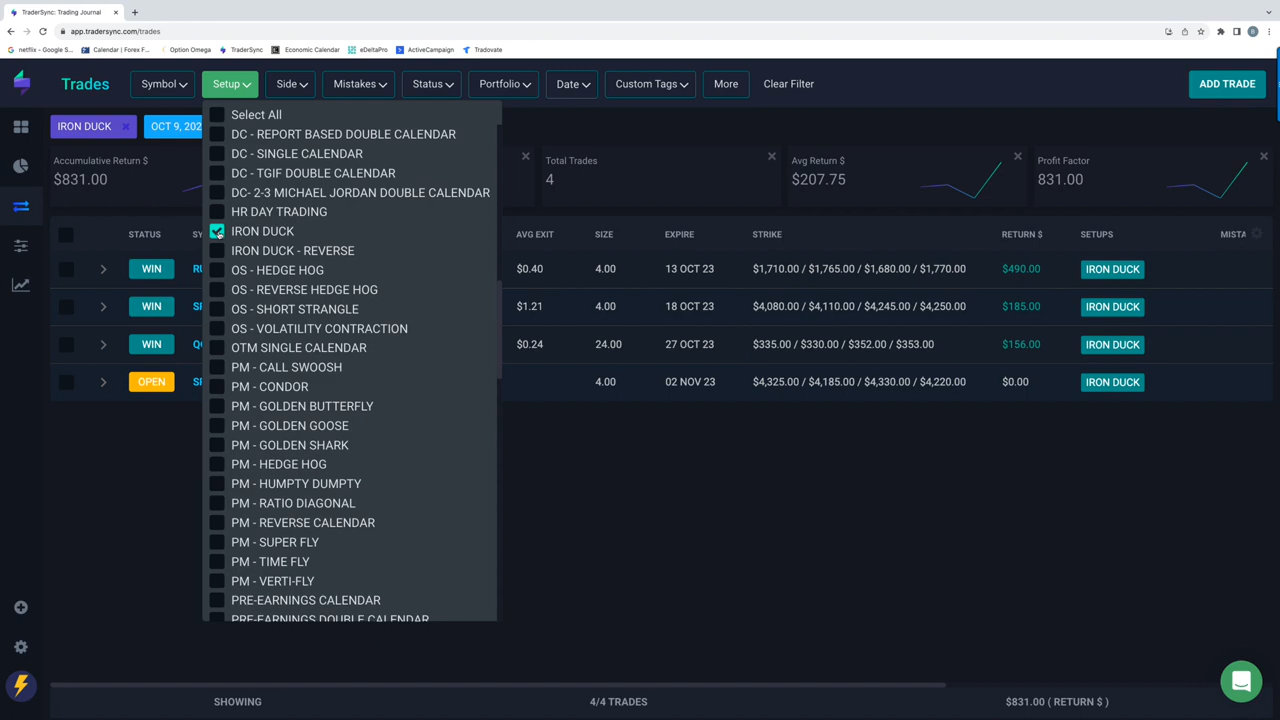 TraderSync: Trading Journal
app.tradersync.com/trades
netflix - Google S...
Calendar | Forex F...
Option Omega
TraderSync
Economic Calendar
eDeltaPro
ActiveCampaign
Tradovate
Trades
Symbol
Setup
Side
Mistakes
Status
Portfolio
Date
Custom Tags
More
Clear Filter
ADD TRADE
IRON DUCK
OCT 9, 202
Accumulative Return $
$831.00
Total Trades
4
Avg Return $
$207.75
Profit Factor
831.00
Select All
DC - REPORT BASED DOUBLE CALENDAR
DC - SINGLE CALENDAR
DC - TGIF DOUBLE CALENDAR
DC- 2-3 MICHAEL JORDAN DOUBLE CALENDAR
HR DAY TRADING
IRON DUCK
IRON DUCK - REVERSE
OS - HEDGE HOG
OS - REVERSE HEDGE HOG
OS - SHORT STRANGLE
OS - VOLATILITY CONTRACTION
OTM SINGLE CALENDAR
PM - CALL SWOOSH
PM - CONDOR
PM - GOLDEN BUTTERFLY
PM - GOLDEN GOOSE
PM - GOLDEN SHARK
PM - HEDGE HOG
PM - HUMPTY DUMPTY
PM - RATIO DIAGONAL
PM - REVERSE CALENDAR
PM - SUPER FLY
PM - TIME FLY
PM - VERTI-FLY
PRE-EARNINGS CALENDAR
PRE-EARNINGS DOUBLE CALENDAR
STATUS SY AVG EXIT SIZE EXPIRE STRIKE RETURN $ SETUPS MISTA
WIN RU $0.40 4.00 13 OCT 23 $1,710.00 / $1,765.00 / $1,680.00 / $1,770.00 $490.00 IRON DUCK
WIN SP $1.21 4.00 18 OCT 23 $4,080.00 / $4,110.00 / $4,245.00 / $4,250.00 $185.00 IRON DUCK
WIN QQ $0.24 24.00 27 OCT 23 $335.00 / $330.00 / $352.00 / $353.00 $156.00 IRON DUCK
OPEN SP 4.00 02 NOV 23 $4,325.00 / $4,185.00 / $4,330.00 / $4,220.00 $0.00 IRON DUCK
SHOWING 4/4 TRADES $831.00 ( RETURN $ )